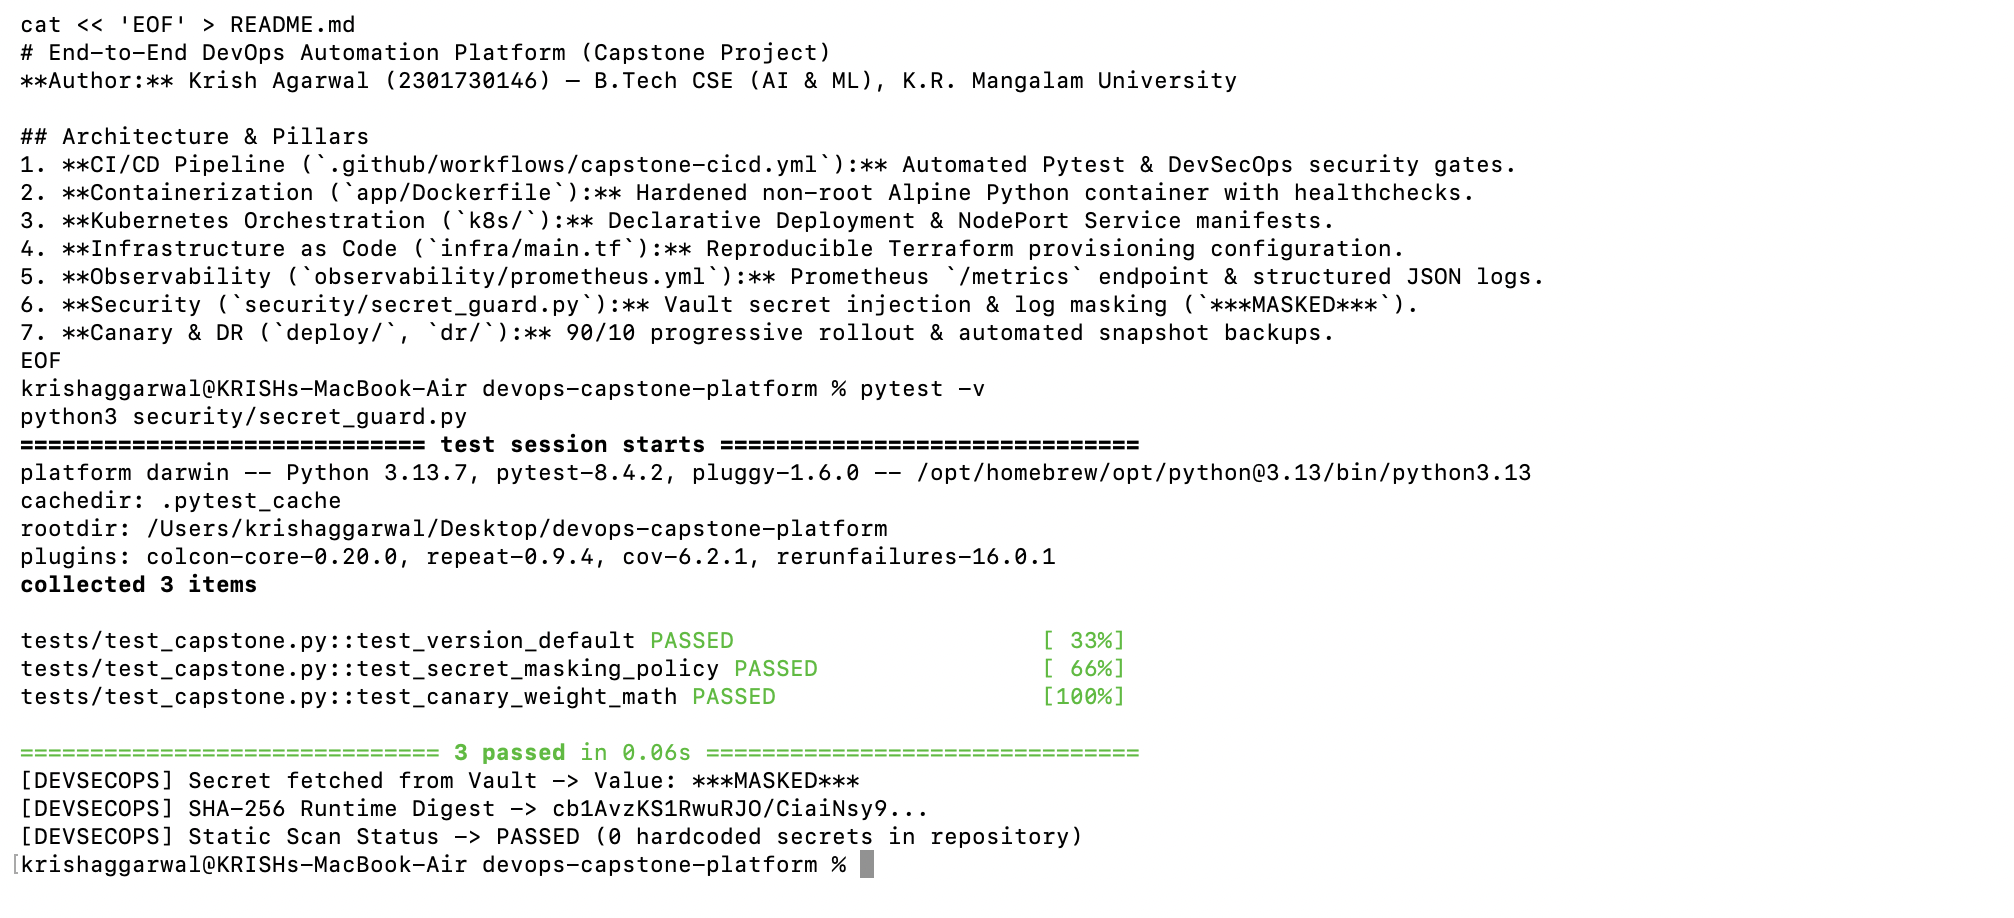 cat << 'EOF' > README.md
# End-to-End DevOps Automation Platform (Capstone Project)
**Author:** Krish Agarwal (2301730146) — B.Tech CSE (AI & ML), K.R. Mangalam University

## Architecture & Pillars
1. **CI/CD Pipeline (`.github/workflows/capstone-cicd.yml`):** Automated Pytest & DevSecOps security gates.
2. **Containerization (`app/Dockerfile`):** Hardened non-root Alpine Python container with healthchecks.
3. **Kubernetes Orchestration (`k8s/`):** Declarative Deployment & NodePort Service manifests.
4. **Infrastructure as Code (`infra/main.tf`):** Reproducible Terraform provisioning configuration.
5. **Observability (`observability/prometheus.yml`):** Prometheus `/metrics` endpoint & structured JSON logs.
6. **Security (`security/secret_guard.py`):** Vault secret injection & log masking (`***MASKED***`).
7. **Canary & DR (`deploy/`, `dr/`):** 90/10 progressive rollout & automated snapshot backups.
EOF
krishaggarwal@KRISHs-MacBook-Air devops-capstone-platform % pytest -v
python3 security/secret_guard.py
============================= test session starts ==============================
platform darwin -- Python 3.13.7, pytest-8.4.2, pluggy-1.6.0 -- /opt/homebrew/opt/python@3.13/bin/python3.13
cachedir: .pytest_cache
rootdir: /Users/krishaggarwal/Desktop/devops-capstone-platform
plugins: colcon-core-0.20.0, repeat-0.9.4, cov-6.2.1, rerunfailures-16.0.1
collected 3 items

tests/test_capstone.py::test_version_default PASSED                      [ 33%]
tests/test_capstone.py::test_secret_masking_policy PASSED                [ 66%]
tests/test_capstone.py::test_canary_weight_math PASSED                   [100%]

============================== 3 passed in 0.06s ===============================
[DEVSECOPS] Secret fetched from Vault -> Value: ***MASKED***
[DEVSECOPS] SHA-256 Runtime Digest -> cb1AvzKS1RwuRJO/CiaiNsy9...
[DEVSECOPS] Static Scan Status -> PASSED (0 hardcoded secrets in repository)
krishaggarwal@KRISHs-MacBook-Air devops-capstone-platform %